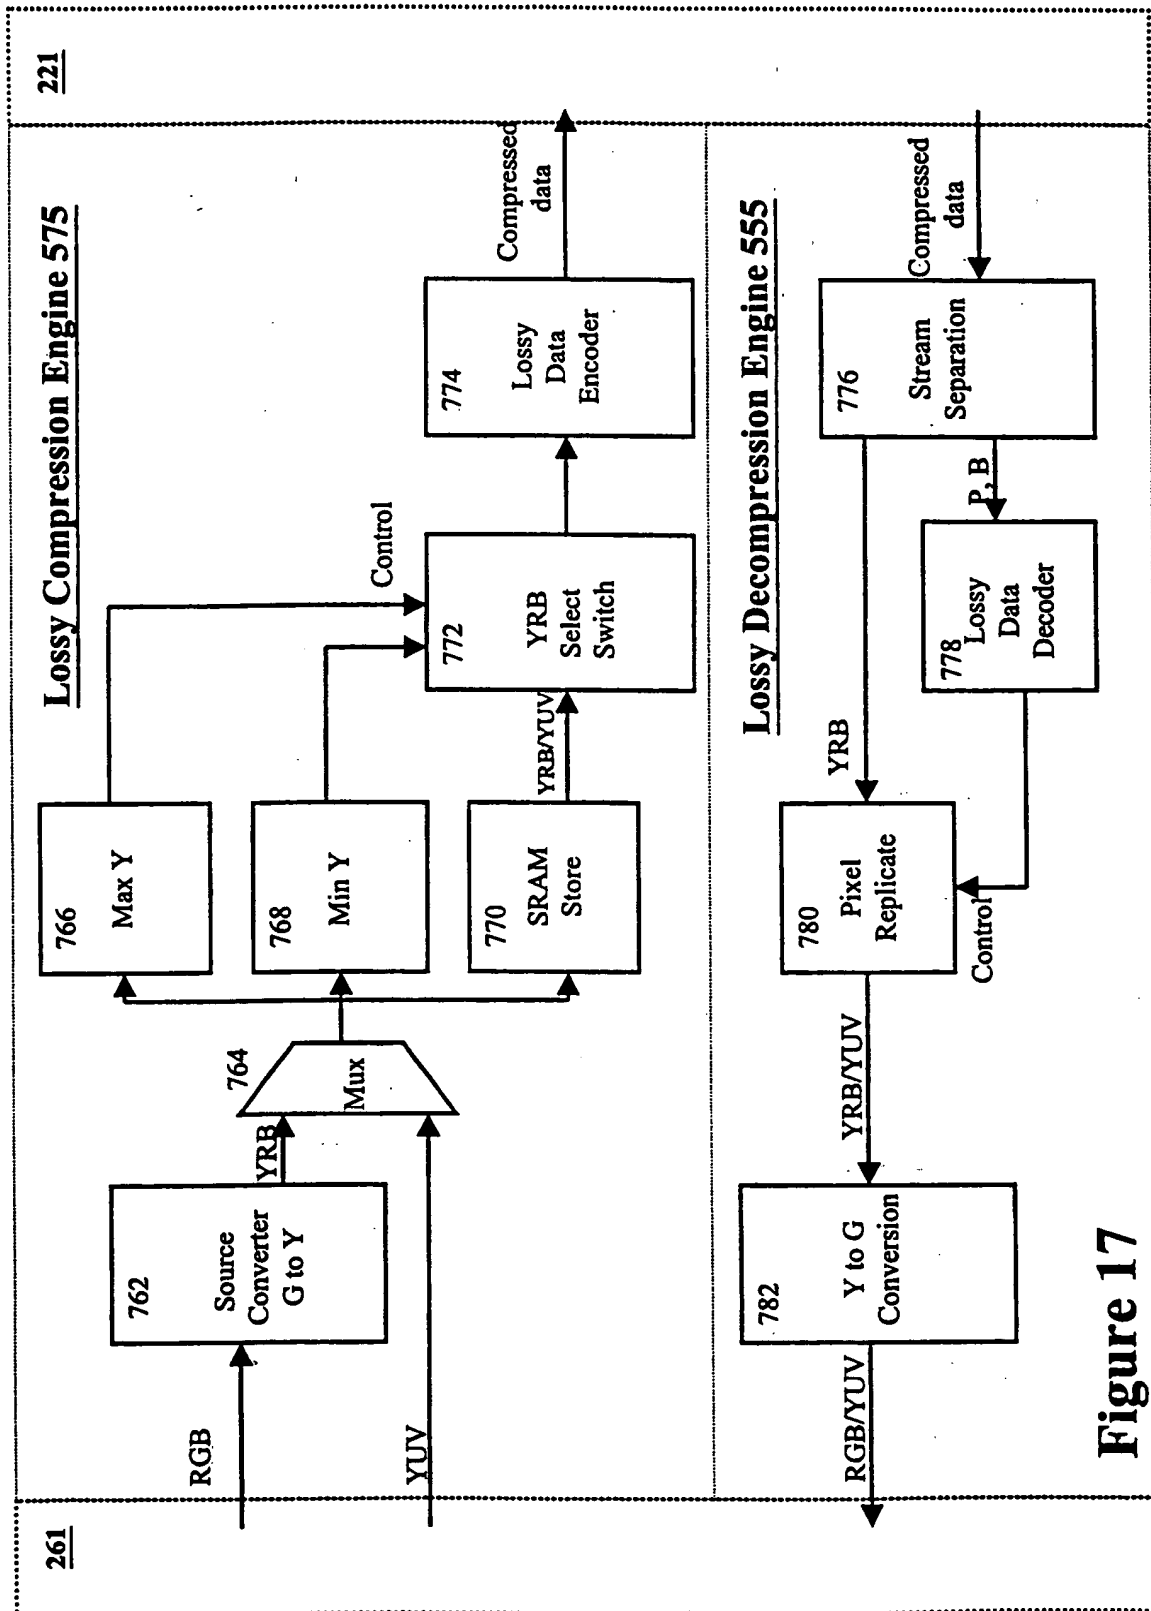 261
221
Lossy Compression Engine 575
RGB
YUV
762
Source
Converter
G to Y
YRB
764
Mux
766
Max Y
768
Min Y
770
SRAM
Store
YRB/YUV
Control
772
YRB
Select
Switch
774
Lossy
Data
Encoder
Compressed
data
Lossy Decompression Engine 555
RGB/YUV
782
Y to G
Conversion
YRB/YUV
780
Pixel
Replicate
Control
YRB
778
Lossy
Data
Decoder
P, B
776
Stream
Separation
Compressed
data
Figure 17